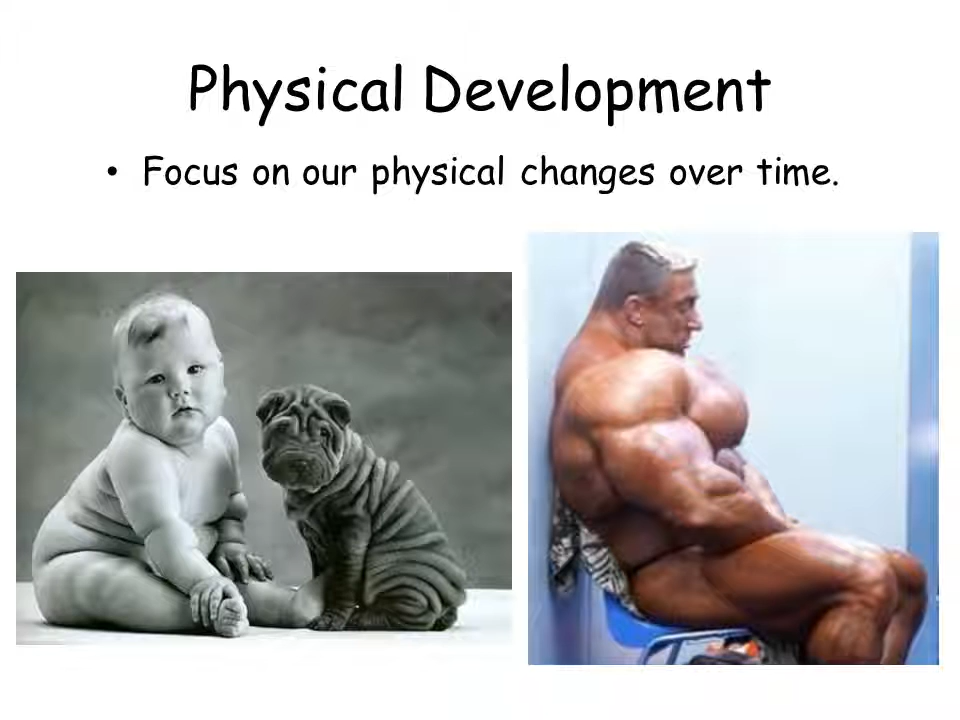 Physical Development
• Focus on our physical changes over time.